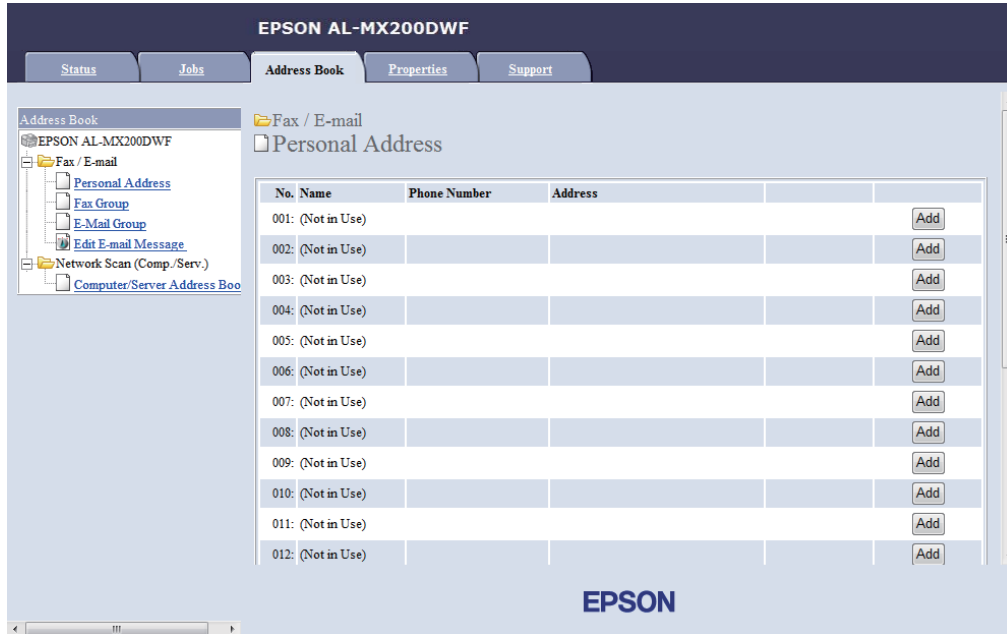 EPSON AL-MX200DWF
Status Jobs Address Book Properties Support
Address Book
EPSON AL-MX200DWF
Fax / E-mail
Personal Address
Fax Group
E-Mail Group
Edit E-mail Message
Network Scan (Comp./Serv.)
Computer/Server Address Boo
Fax / E-mail
Personal Address
No. Name Phone Number Address
001: (Not in Use) Add
002: (Not in Use) Add
003: (Not in Use) Add
004: (Not in Use) Add
005: (Not in Use) Add
006: (Not in Use) Add
007: (Not in Use) Add
008: (Not in Use) Add
009: (Not in Use) Add
010: (Not in Use) Add
011: (Not in Use) Add
012: (Not in Use) Add
EPSON